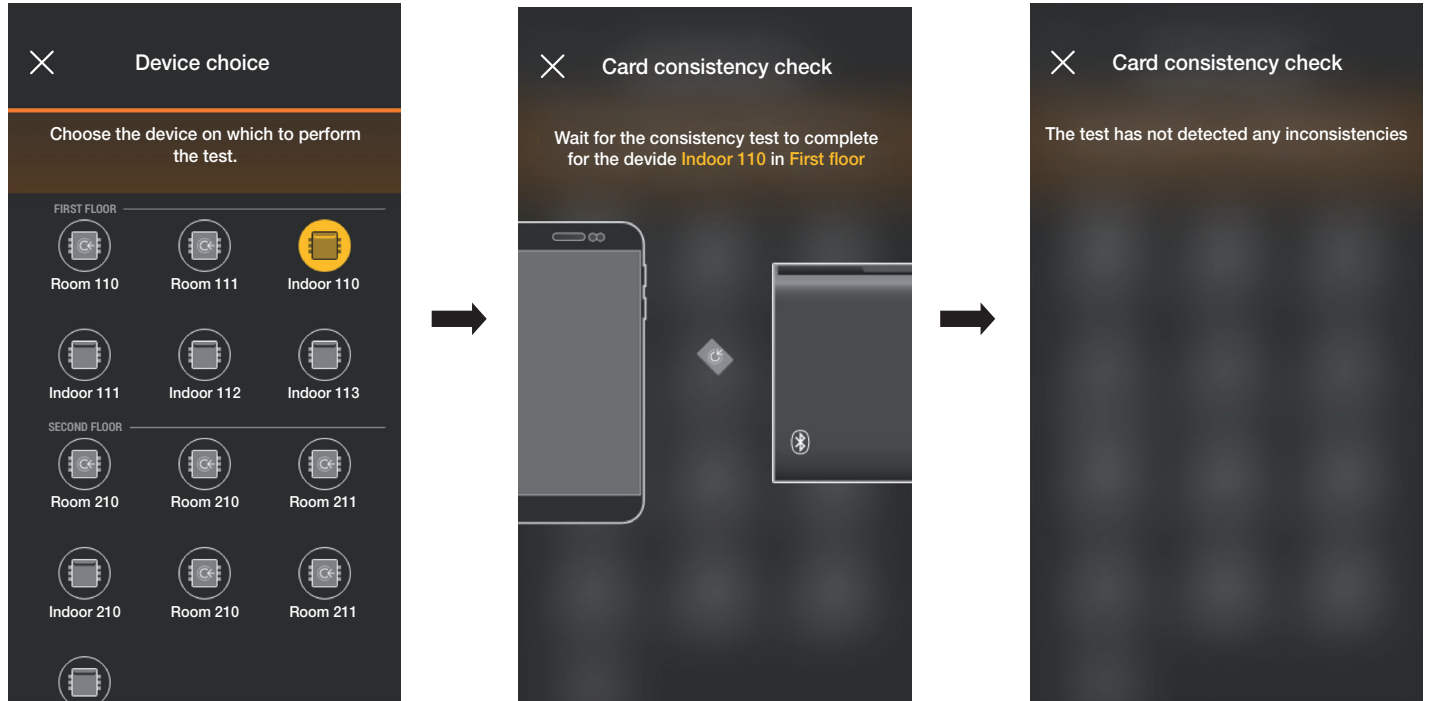 Device choice
Choose the device on which to perform
the test.
FIRST FLOOR
Room 110
Room 111
Indoor 110
Indoor 111
Indoor 112
Indoor 113
SECOND FLOOR
Room 210
Room 210
Room 211
Indoor 210
Room 210
Room 211
Card consistency check
Wait for the consistency test to complete
for the devide Indoor 110 in First floor
Card consistency check
The test has not detected any inconsistencies